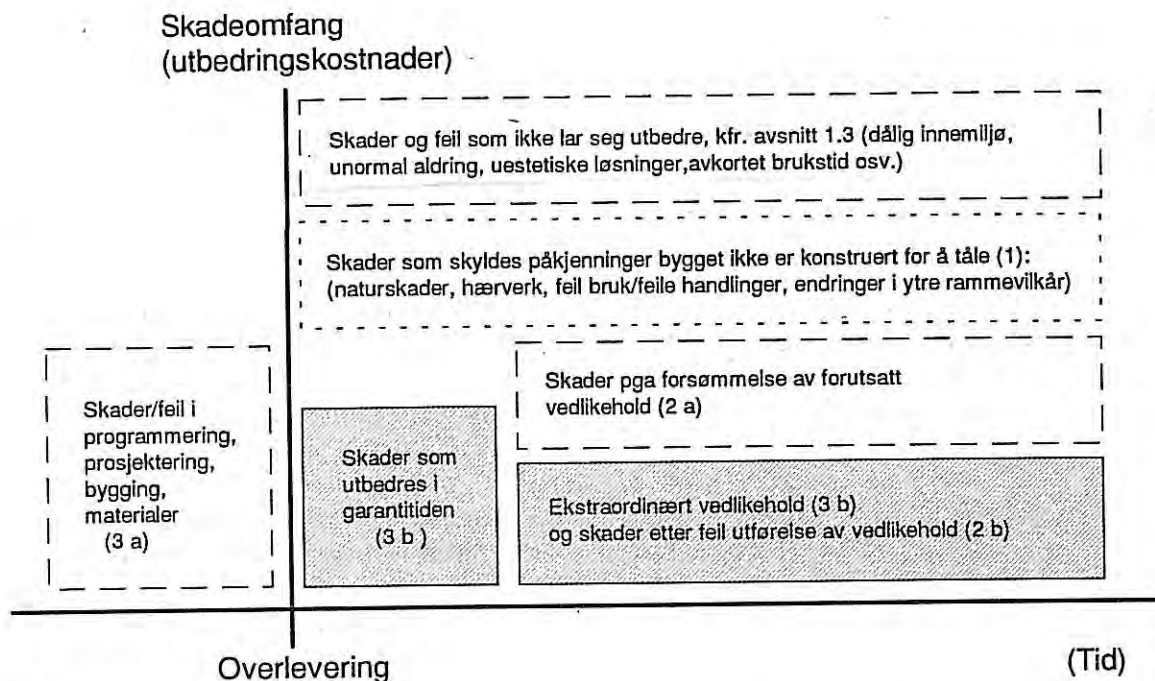 Skadeomfang
(utbedringskostnader)
Skader og feil som ikke lar seg utbedre, kfr. avsnitt 1.3 (dålig innemiljø,
unormal aldring, uestetiske løsninger,avkortet brukstid osv.)
Skader som skyldes påkjenninger bygget ikke er konstruert for å tåle (1):
(naturskader, hærverk, feil bruk/feile handlinger, endringer i ytre rammevilkår)
Skader/feil i
programmering,
prosjektering,
bygging,
materialer
(3 a)
Skader som
utbedres i
garantitiden
(3 b )
Skader pga forsømmelse av forutsatt
vedlikehold (2 a)
Ekstraordinært vedlikehold (3 b)
og skader etter feil utførelse av vedlikehold (2 b)
Overlevering
(Tid)